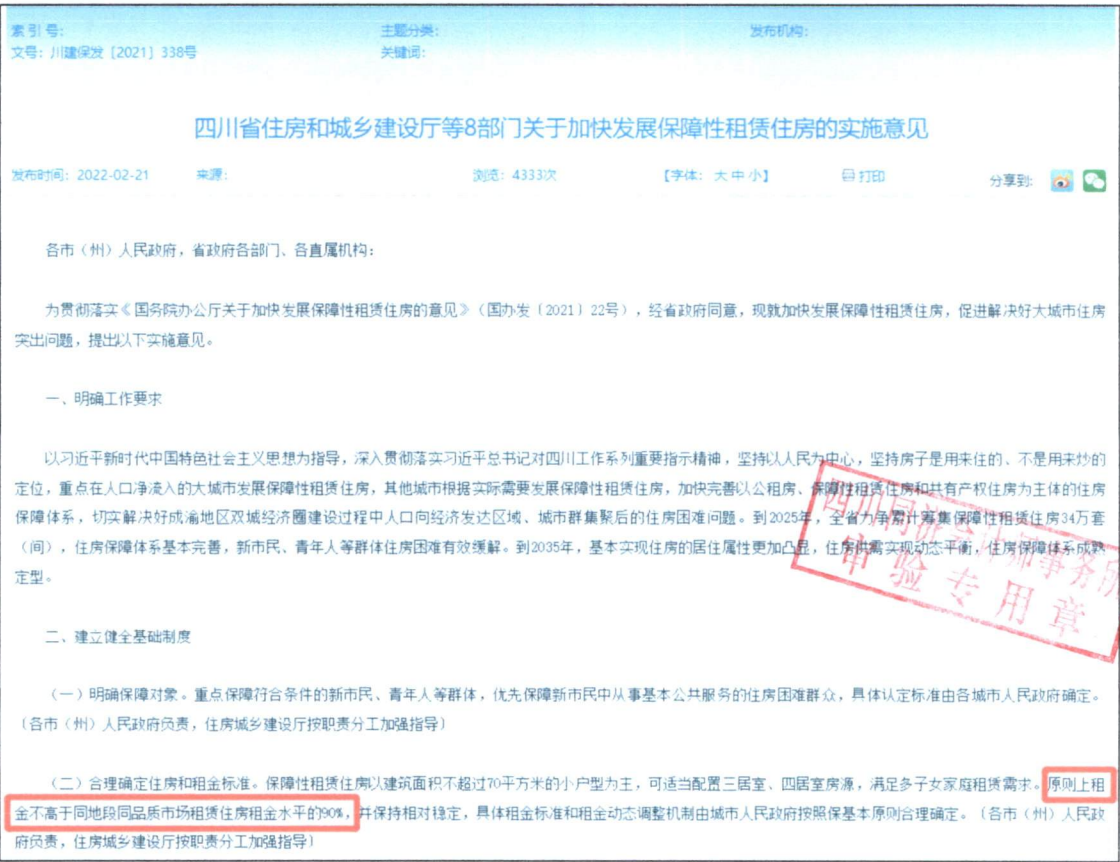 索引号: 主题分类: 发布机构:
文号: 川建保发〔2021〕338号 关键词:
四川省住房和城乡建设厅等8部门关于加快发展保障性租赁住房的实施意见
发布时间: 2022-02-21 来源: 浏览: 4333次 【字体: 大 中 小】 打印 分享到:
各市（州）人民政府，省政府各部门、各直属机构：
为贯彻落实《国务院办公厅关于加快发展保障性租赁住房的意见》（国办发〔2021〕22号），经省政府同意，现就加快发展保障性租赁住房，促进解决好大城市住房
突出问题，提出以下实施意见。
一、明确工作要求
以习近平新时代中国特色社会主义思想为指导，深入贯彻落实习近平总书记对四川工作系列重要指示精神，坚持以人民为中心，坚持房子是用来住的、不是用来炒的
定位，重点在人口净流入的大城市发展保障性租赁住房，其他城市根据实际需要发展保障性租赁住房，加快完善以公租房、保障性租赁住房和共有产权住房为主体的住房
保障体系，切实解决好成渝地区双城经济圈建设过程中人口向经济发达区域、城市群集聚后的住房困难问题。到2025年，全省力争累计筹集保障性租赁住房34万套
（间），住房保障体系基本完善，新市民、青年人等群体住房困难有效缓解。到2035年，基本实现住房的居住属性更加凸显，住房供需实现动态平衡，住房保障体系成熟
定型。
四川同济会计师事务所
审验专用章
二、建立健全基础制度
（一）明确保障对象。重点保障符合条件的新市民、青年人等群体，优先保障新市民中从事基本公共服务的住房困难群众，具体认定标准由各城市人民政府确定。
〔各市（州）人民政府负责，住房城乡建设厅按职责分工加强指导〕
（二）合理确定住房和租金标准。保障性租赁住房以建筑面积不超过70平方米的小户型为主，可适当配置三居室、四居室房源，满足多子女家庭租赁需求。原则上租
金不高于同地段同品质市场租赁住房租金水平的90%，并保持相对稳定，具体租金标准和租金动态调整机制由城市人民政府按照保基本原则合理确定。〔各市（州）人民政
府负责，住房城乡建设厅按职责分工加强指导〕